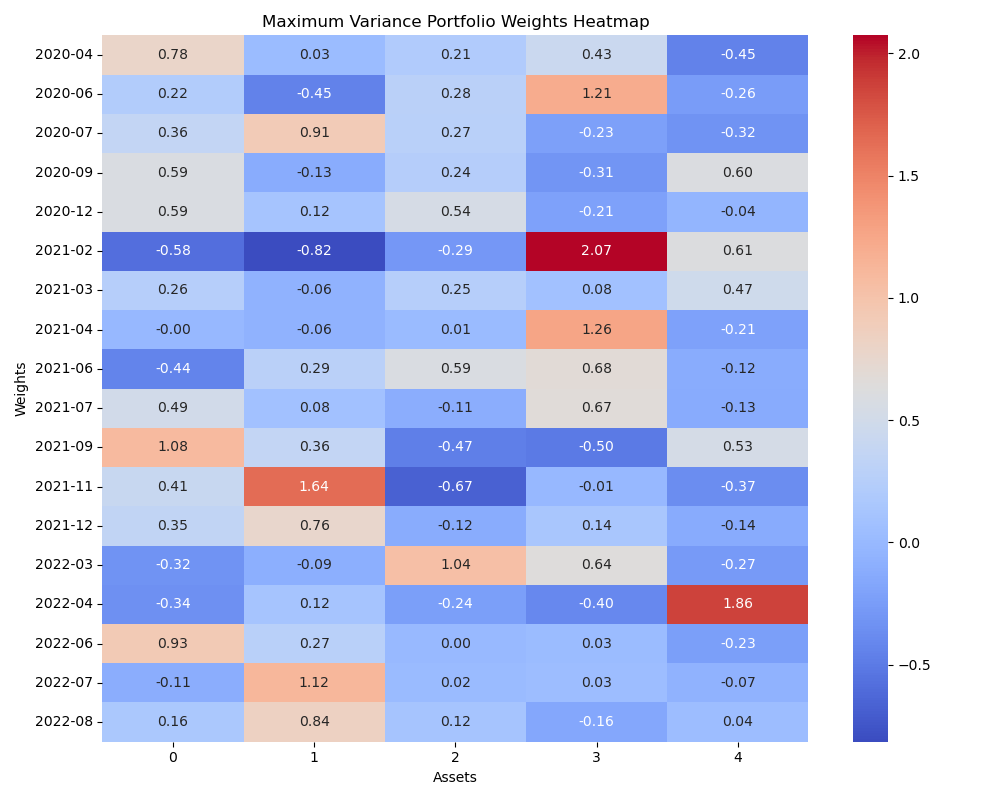 Maximum Variance Portfolio Weights Heatmap
2020-04 0.78 0.03 0.21 0.43 -0.45
2020-06 0.22 -0.45 0.28 1.21 -0.26
2020-07 0.36 0.91 0.27 -0.23 -0.32
2020-09 0.59 -0.13 0.24 -0.31 0.60
2020-12 0.59 0.12 0.54 -0.21 -0.04
2021-02 -0.58 -0.82 -0.29 2.07 0.61
2021-03 0.26 -0.06 0.25 0.08 0.47
2021-04 -0.00 -0.06 0.01 1.26 -0.21
2021-06 -0.44 0.29 0.59 0.68 -0.12
2021-07 0.49 0.08 -0.11 0.67 -0.13
2021-09 1.08 0.36 -0.47 -0.50 0.53
2021-11 0.41 1.64 -0.67 -0.01 -0.37
2021-12 0.35 0.76 -0.12 0.14 -0.14
2022-03 -0.32 -0.09 1.04 0.64 -0.27
2022-04 -0.34 0.12 -0.24 -0.40 1.86
2022-06 0.93 0.27 0.00 0.03 -0.23
2022-07 -0.11 1.12 0.02 0.03 -0.07
2022-08 0.16 0.84 0.12 -0.16 0.04
0 1 2 3 4
Assets
Weights
2.0
1.5
1.0
0.5
0.0
−0.5